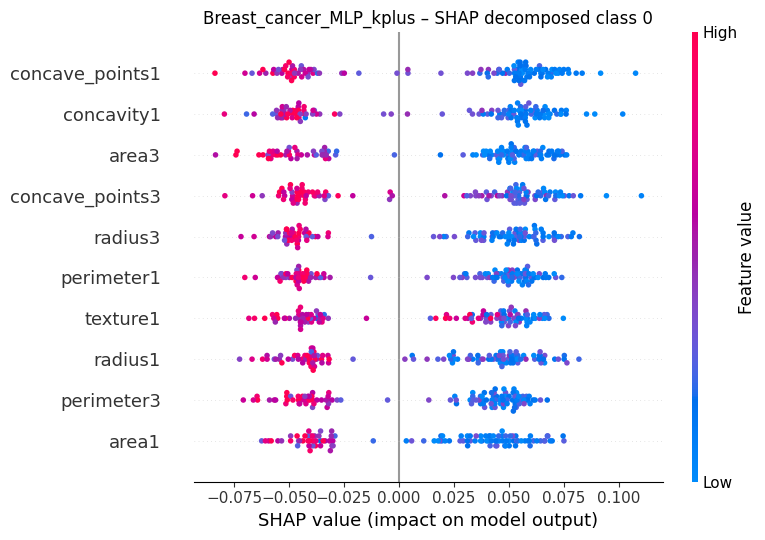 Breast_cancer_MLP_kplus – SHAP decomposed class 0
High
concave_points1
concavity1
area3
concave_points3
radius3
perimeter1
texture1
radius1
perimeter3
area1
Feature value
Low
−0.075 −0.050 −0.025 0.000 0.025 0.050 0.075 0.100
SHAP value (impact on model output)